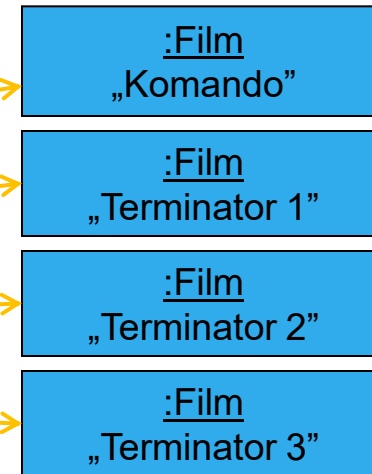 :Film
„Komando”
:Film
„Terminator 1”
:Film
„Terminator 2”
:Film
„Terminator 3”